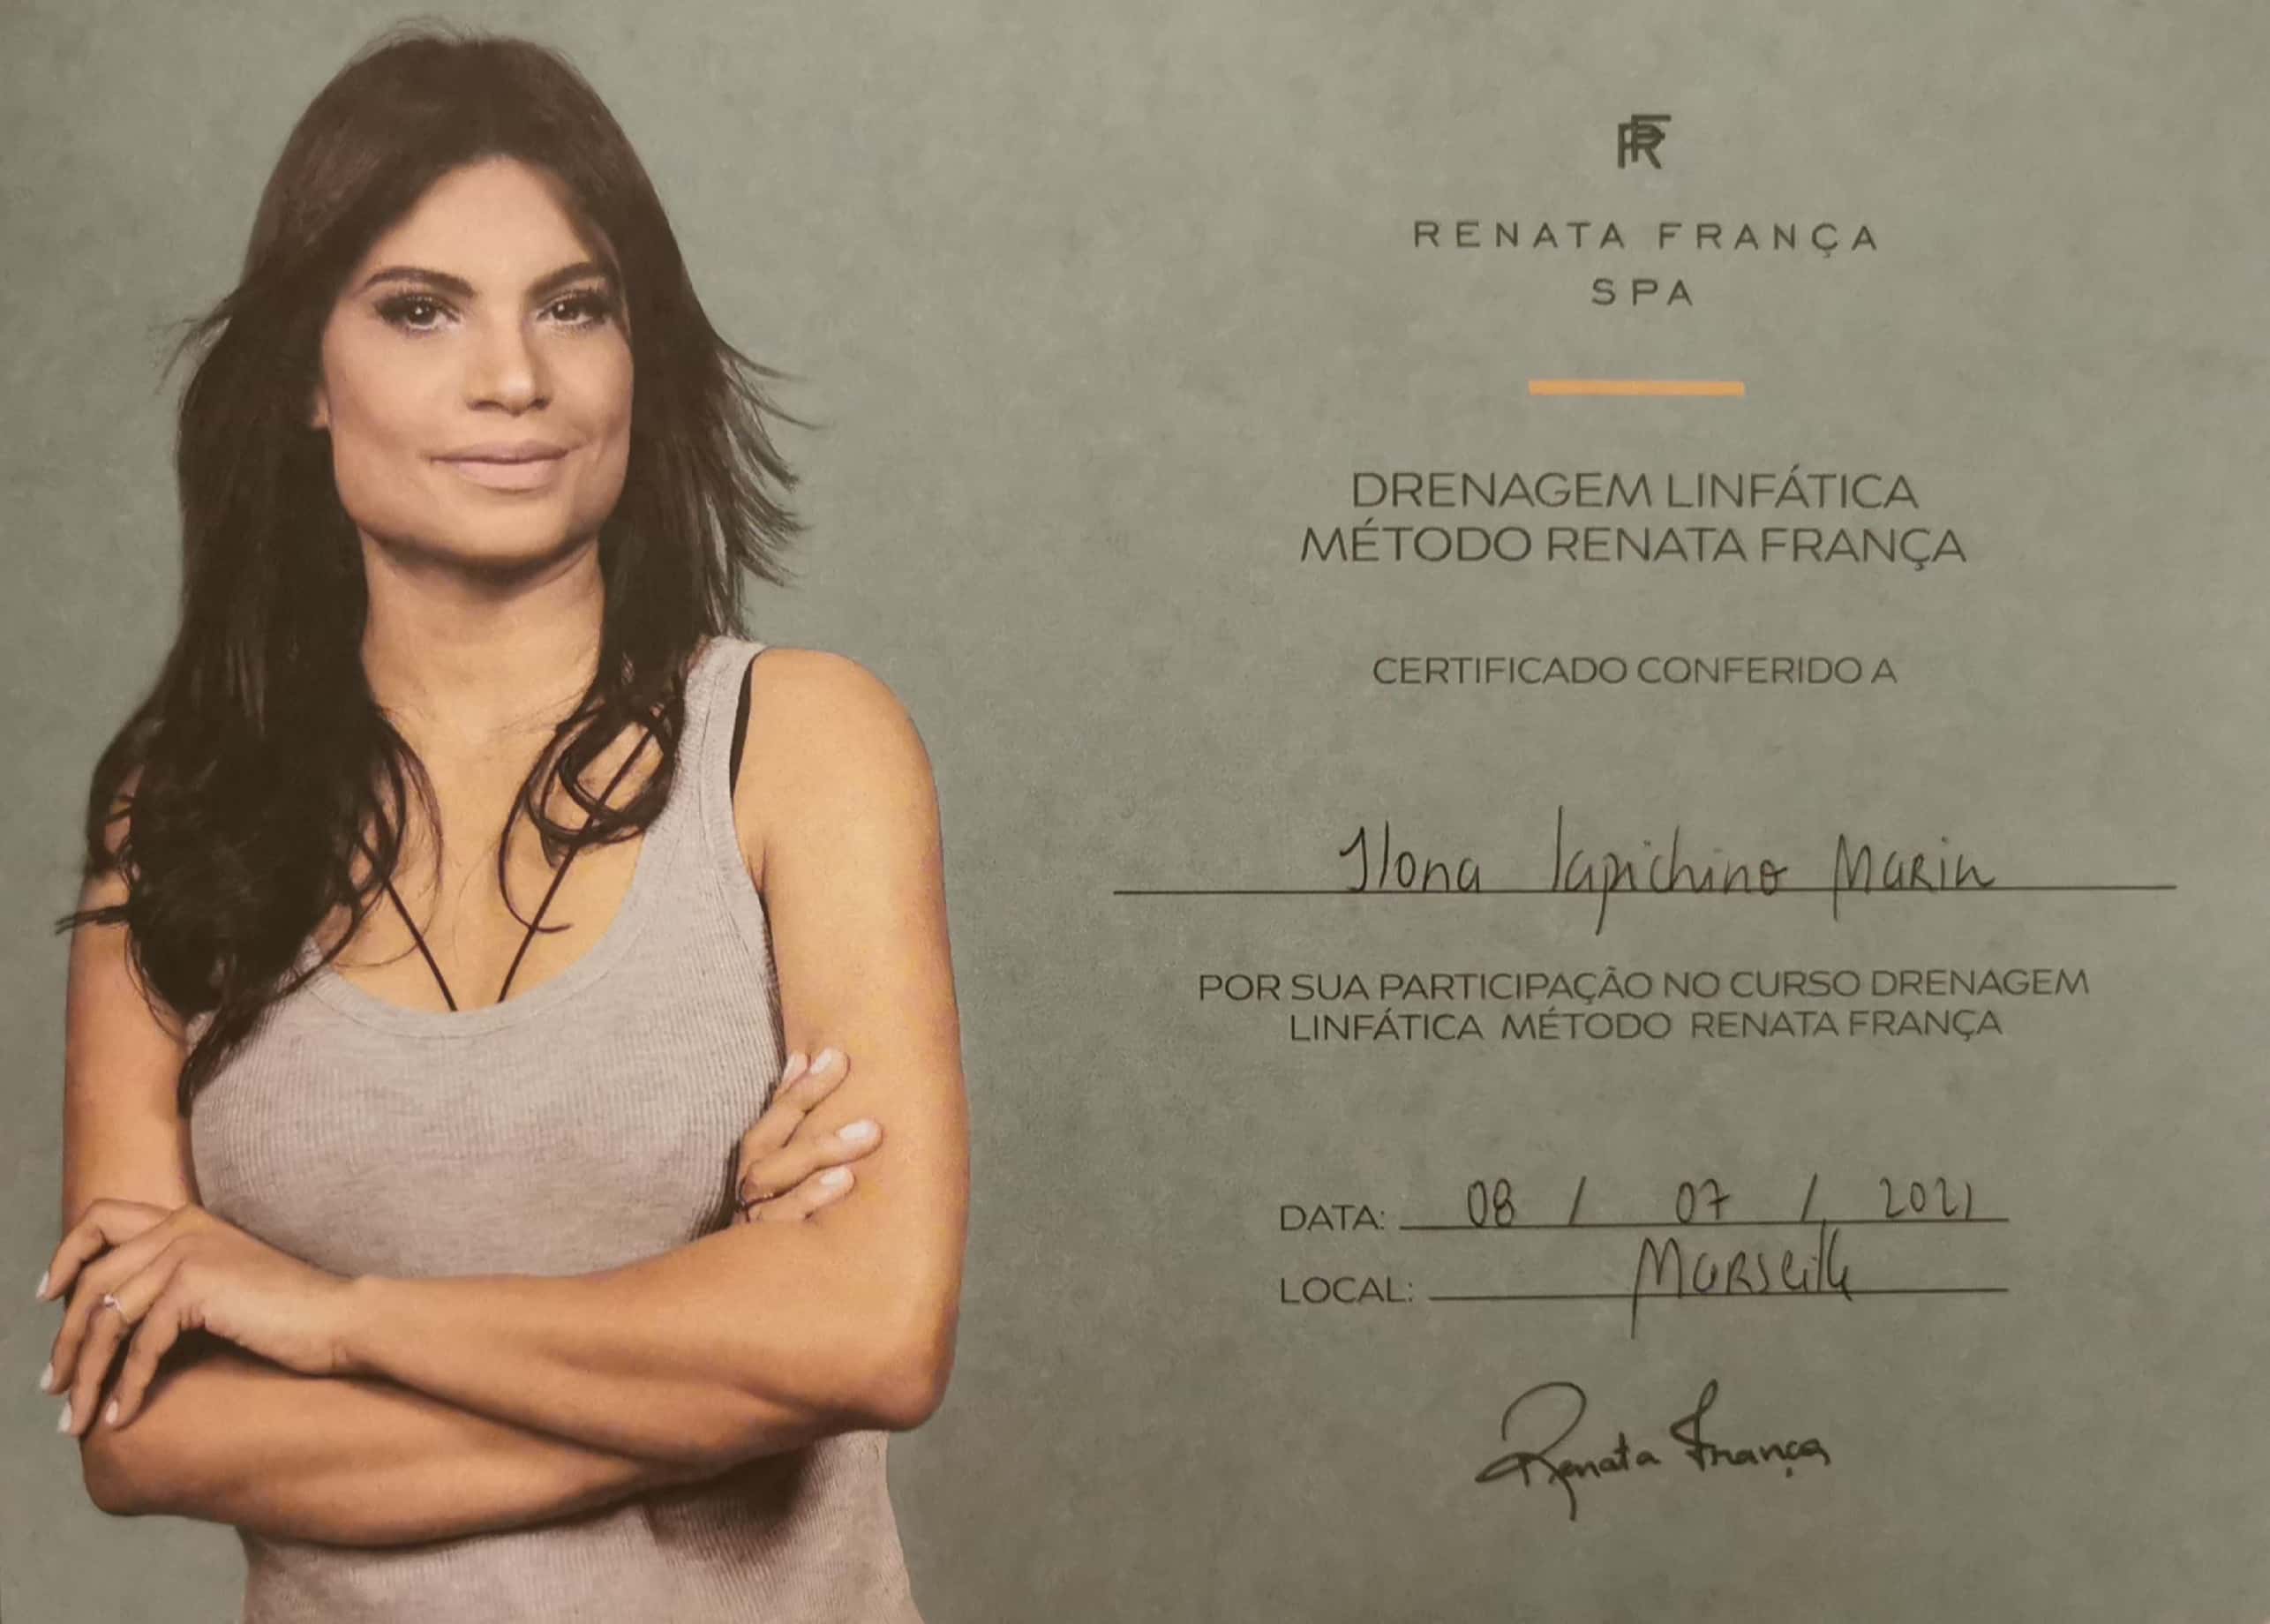 RF
RENATA FRANÇA
SPA
DRENAGEM LINFÁTICA
MÉTODO RENATA FRANÇA
CERTIFICADO CONFERIDO A
Ilona Iapichino Marin
POR SUA PARTICIPAÇÃO NO CURSO DRENAGEM
LINFÁTICA MÉTODO RENATA FRANÇA
DATA: 08 / 07 / 2021
LOCAL: Marseille
Renata França